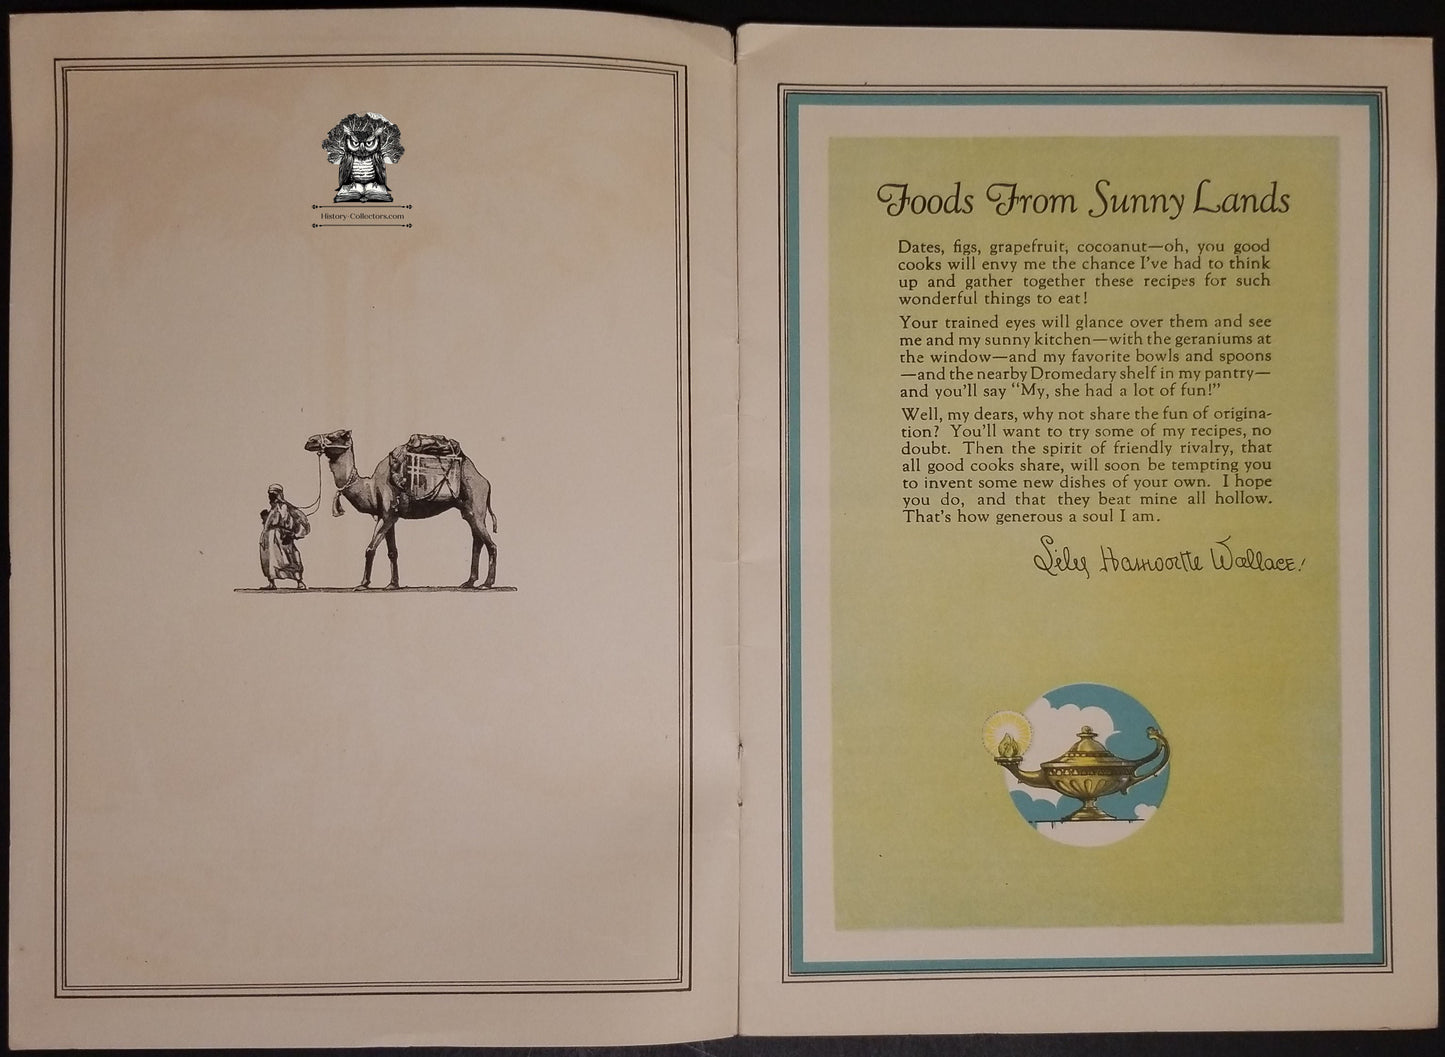 History-Collectors.com
Foods From Sunny Lands
Dates, figs, grapefruit, cocoanut—oh, you good
cooks will envy me the chance I've had to think
up and gather together these recipes for such
wonderful things to eat!
Your trained eyes will glance over them and see
me and my sunny kitchen—with the geraniums at
the window—and my favorite bowls and spoons
—and the nearby Dromedary shelf in my pantry—
and you'll say “My, she had a lot of fun!”
Well, my dears, why not share the fun of origina-
tion? You'll want to try some of my recipes, no
doubt. Then the spirit of friendly rivalry, that
all good cooks share, will soon be tempting you
to invent some new dishes of your own. I hope
you do, and that they beat mine all hollow.
That's how generous a soul I am.
Lily Haxworth Wallace!